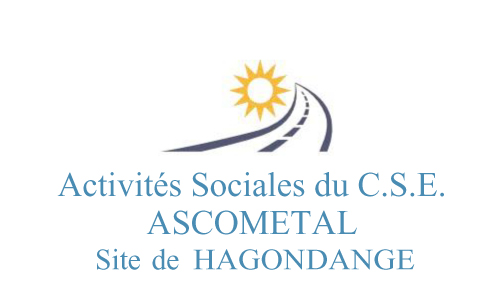 Activités Sociales du C.S.E.
ASCOMETAL
Site de HAGONDANGE